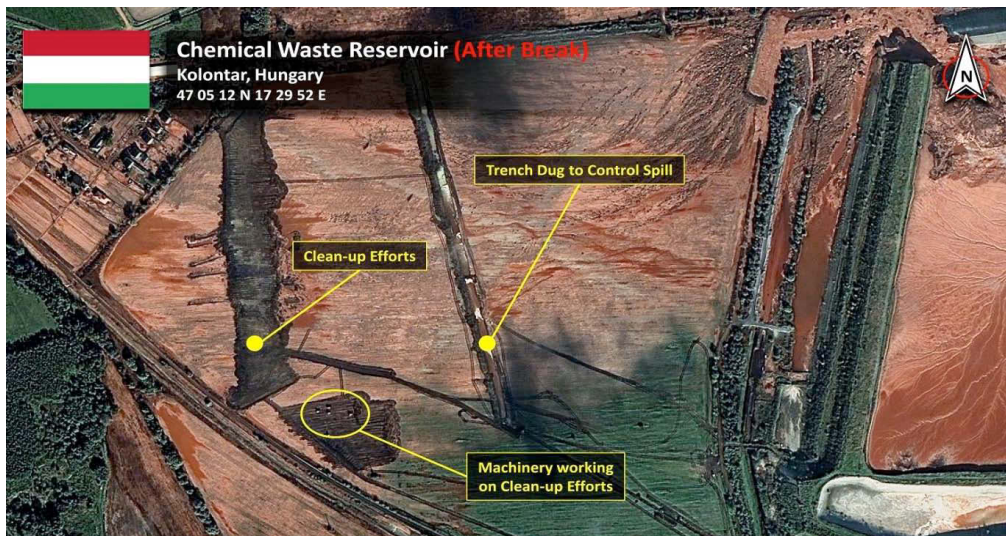 Chemical Waste Reservoir (After Break)
Kolontar, Hungary
47 05 12 N 17 29 52 E
N
Trench Dug to Control Spill
Clean-up Efforts
Machinery working
on Clean-up Efforts